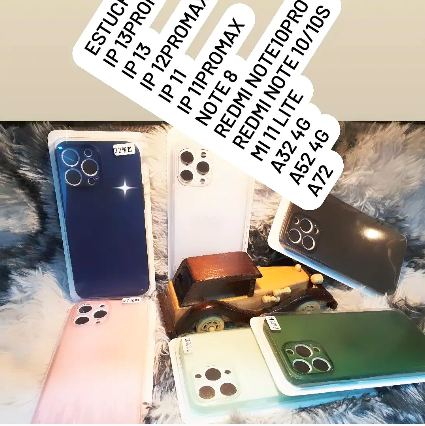 ESTUCH
IP 13PRO
IP 13
IP 12PROMAX
IP 11
IP 11PROMAX
NOTE 8
REDMI NOTE10PRO
REDMI NOTE 10/10S
MI 11 LITE
A32 4G
A52 4G
A72